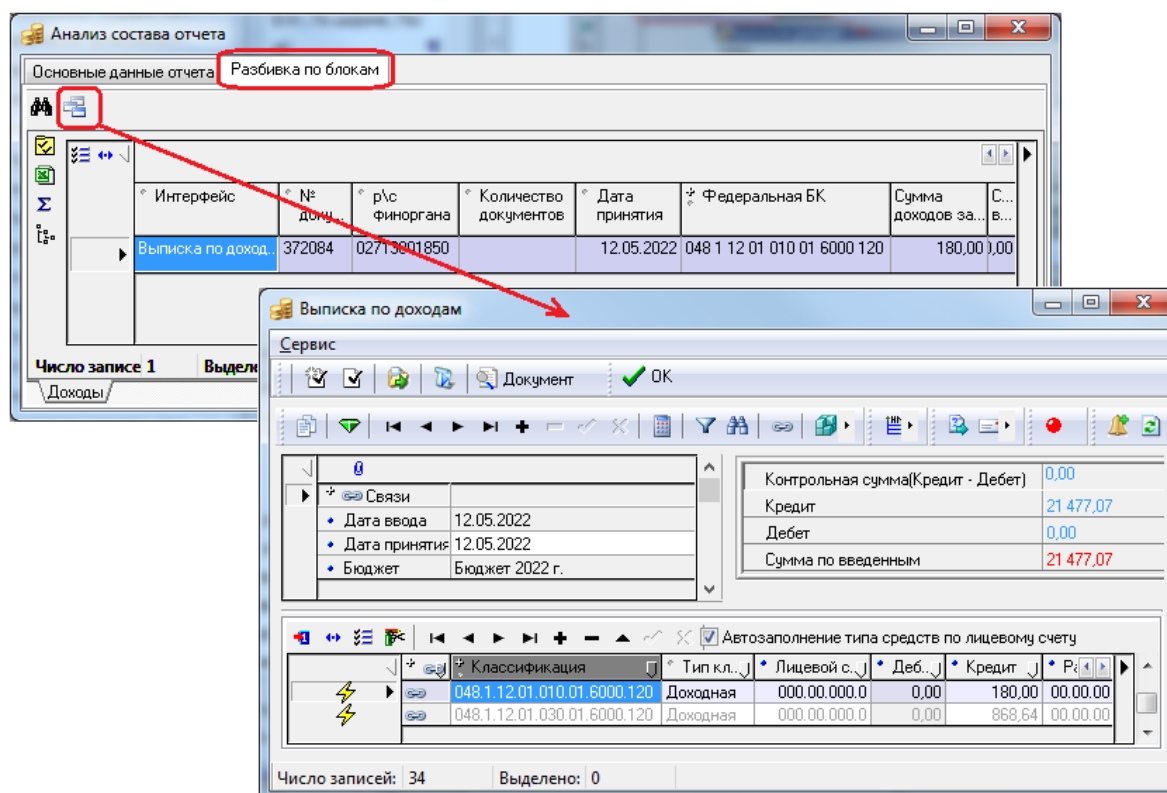 Анализ состава отчета
Основные данные отчета Разбивка по блокам
Интерфейс № доку... р\с финоргана Количество документов Дата принятия Федеральная БК Сумма доходов за... С... в...
Выписка по доход... 372084 02713001850 12.05.2022 048 1 12 01 010 01 6000 120 180,00 ),00
Число записе 1 Выделе
Доходы
Выписка по доходам
Сервис
Документ OK
Контрольная сумма(Кредит - Дебет) 0,00
Связи
Кредит 21 477,07
Дата ввода 12.05.2022
Дебет 0,00
Дата принятия 12.05.2022
Сумма по введенным 21 477,07
Бюджет Бюджет 2022 г.
Автозаполнение типа средств по лицевому счету
Классификация Тип кл... Лицевой с... Деб... Кредит Ра
048.1.12.01.010.01.6000.120 Доходная 000.00.000.0 0,00 180,00 00.00.00
048.1.12.01.030.01.6000.120 Доходная 000.00.000.0 0,00 868,64 00.00.00
Число записей: 34 Выделено: 0